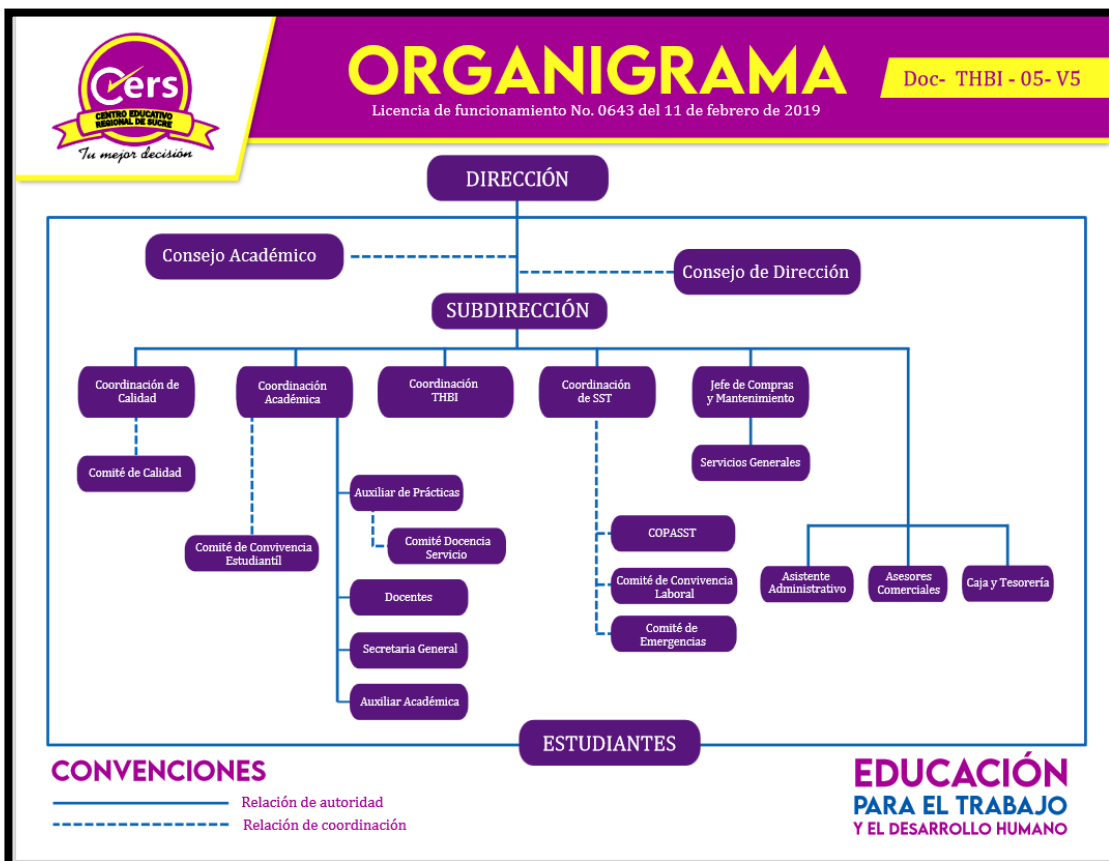 Cers
CENTRO EDUCATIVO
REGIONAL DE SUCRE
Tu mejor decisión
ORGANIGRAMA
Licencia de funcionamiento No. 0643 del 11 de febrero de 2019
Doc- THBI - 05- V5
DIRECCIÓN
Consejo Académico
Consejo de Dirección
SUBDIRECCIÓN
Coordinación de
Calidad
Coordinación
Académica
Coordinación
THBI
Coordinación
de SST
Jefe de Compras
y Mantenimiento
Comité de Calidad
Servicios Generales
Auxiliar de Prácticas
Comité de Convivencia
Estudiantíl
Comité Docencia
Servicio
COPASST
Comité de Convivencia
Laboral
Comité de
Emergencias
Asistente
Administrativo
Asesores
Comerciales
Caja y Tesorería
Docentes
Secretaria General
Auxiliar Académica
ESTUDIANTES
CONVENCIONES
Relación de autoridad
Relación de coordinación
EDUCACIÓN
PARA EL TRABAJO
Y EL DESARROLLO HUMANO